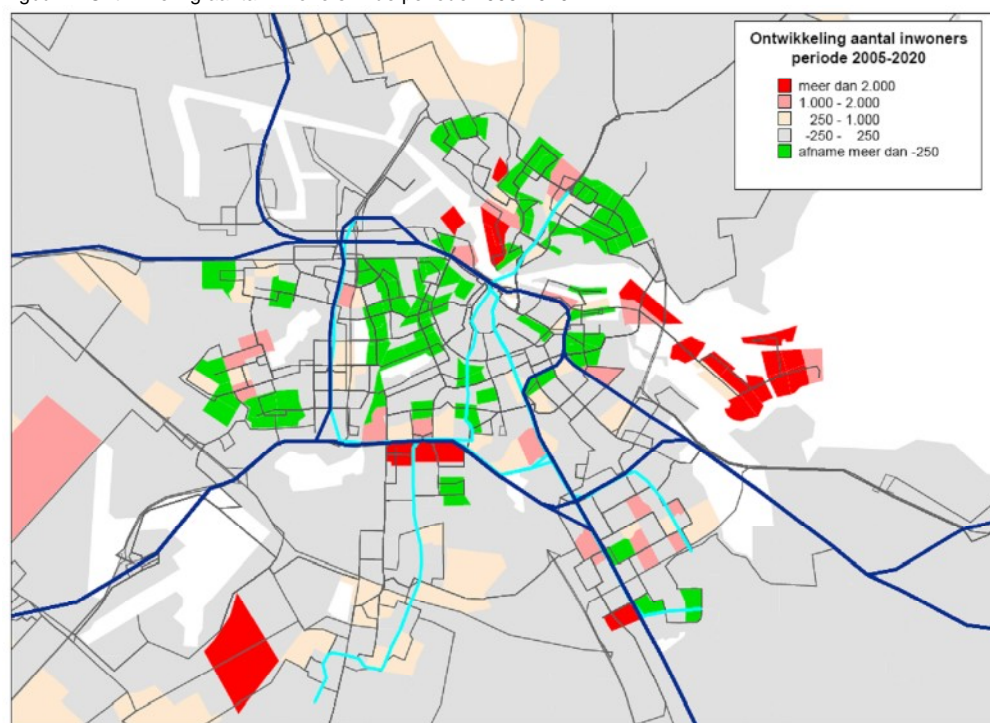 Ontwikkeling aantal inwoners
periode 2005-2020
meer dan 2.000
1.000 - 2.000
250 - 1.000
-250 - 250
afname meer dan -250